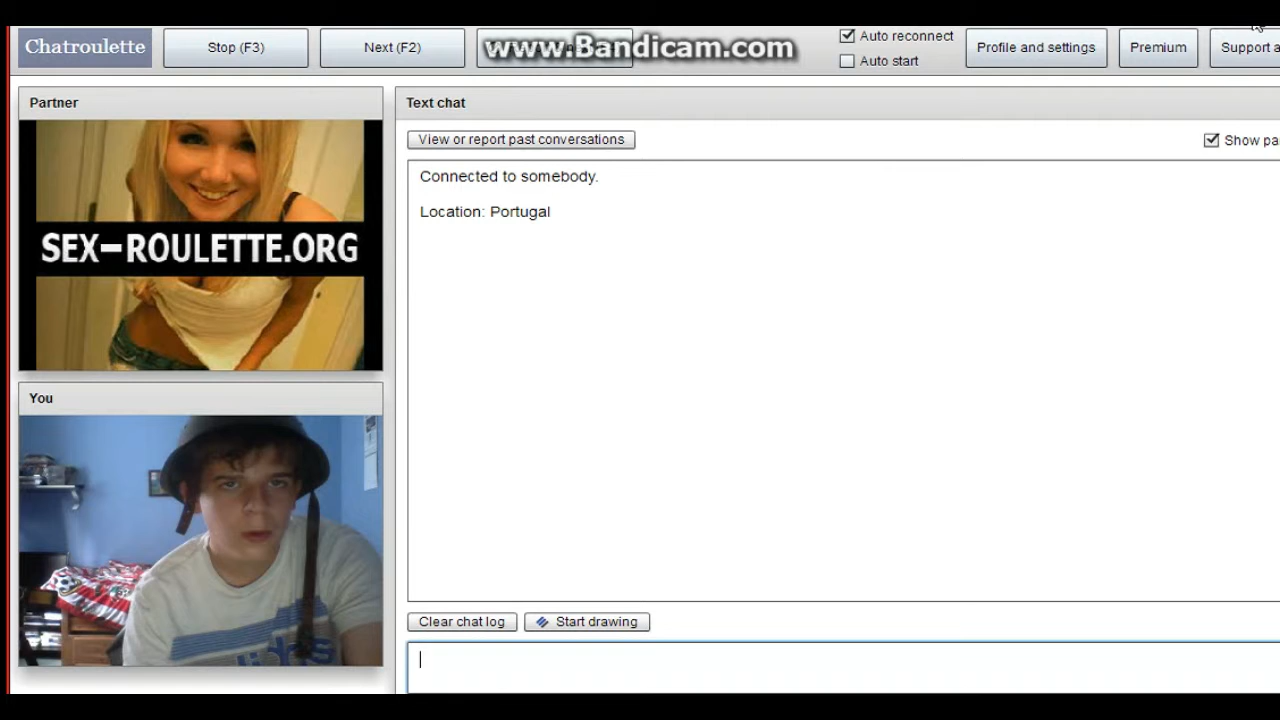 www.Bandicam.com
Chatroulette
Stop (F3)
Next (F2)
Auto reconnect
Auto start
Profile and settings
Premium
Support a
Partner
SEX-ROULETTE.ORG
You
Text chat
View or report past conversations
Show pa
Connected to somebody.
Location: Portugal
Clear chat log
Start drawing